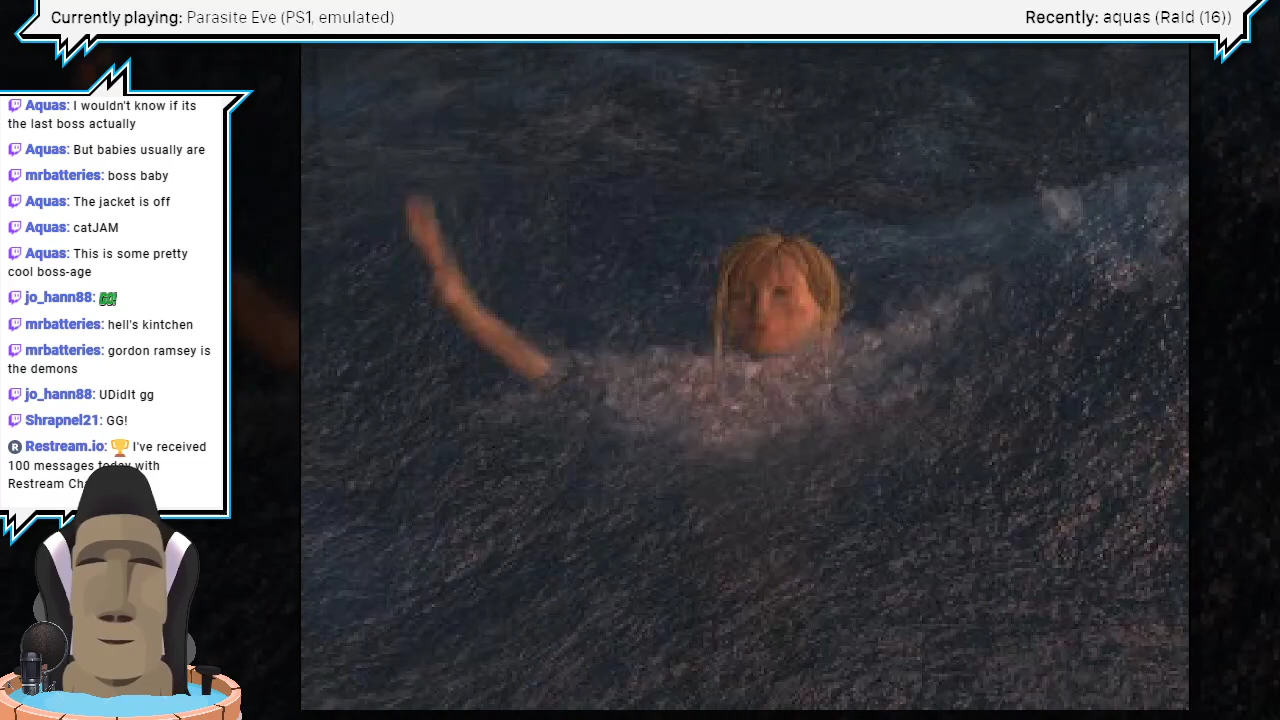 Currently playing: Parasite Eve (PS1, emulated)
Recently: aquas (Raid (16))
Aquas: I wouldn't know if its
the last boss actually
Aquas: But babies usually are
mrbatteries: boss baby
Aquas: The jacket is off
Aquas: catJAM
Aquas: This is some pretty
cool boss-age
jo_hann88:
mrbatteries: hell's kintchen
mrbatteries: gordon ramsey is
the demons
jo_hann88: UDidIt gg
Shrapnel21: GG!
R Restream.io: 🏆 I've received
100 messages today with
Restream